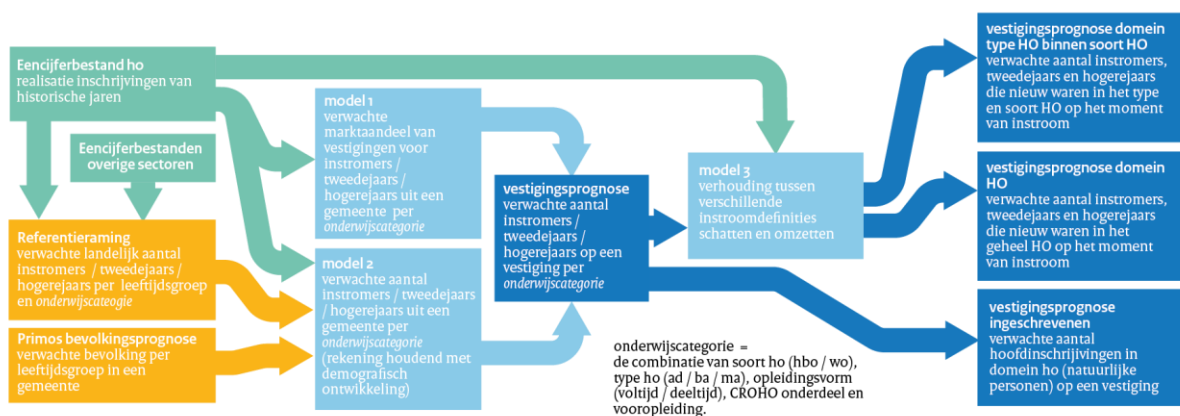 Eencijferbestand ho
realisatie inschrijvingen van
historische jaren
Eencijferbestanden
overige sectoren
Referentieraming
verwachte landelijk aantal
instromers / tweedejaars /
hogerejaars per leeftijdsgroep
en onderwijscateogie
Primos bevolkingsprognose
verwachte bevolking per
leeftijdsgroep in een
gemeente
model 1
verwachte
marktaandeel van
vestigingen voor
instromers /
tweedejaars /
hogerejaars uit een
gemeente per
onderwijscategorie
model 2
verwachte aantal
instromers / tweedejaars
/ hogerejaars uit een
gemeente per
onderwijscategorie
(rekening houdend met
demografisch
ontwikkeling)
vestigingsprognose
verwachte aantal
instromers /
tweedejaars /
hogerejaars op een
vestiging per
onderwijscategorie
model 3
verhouding tussen
verschillende
instroomdefinities
schatten en omzetten
onderwijscategorie =
de combinatie van soort ho (hbo / wo),
type ho (ad / ba / ma), opleidingsvorm
(voltijd / deeltijd), CROHO onderdeel en
vooropleiding.
vestigingsprognose domein
type HO binnen soort HO
verwachte aantal instromers,
tweedejaars en hogerejaars
die nieuw waren in het type
en soort HO op het moment
van instroom
vestigingsprognose domein
HO
verwachte aantal instromers,
tweedejaars en hogerejaars
die nieuw waren in het
geheel HO op het moment
van instroom
vestigingsprognose
ingeschrevenen
verwachte aantal
hoofdinschrijvingen in
domein ho (natuurlijke
personen) op een vestiging